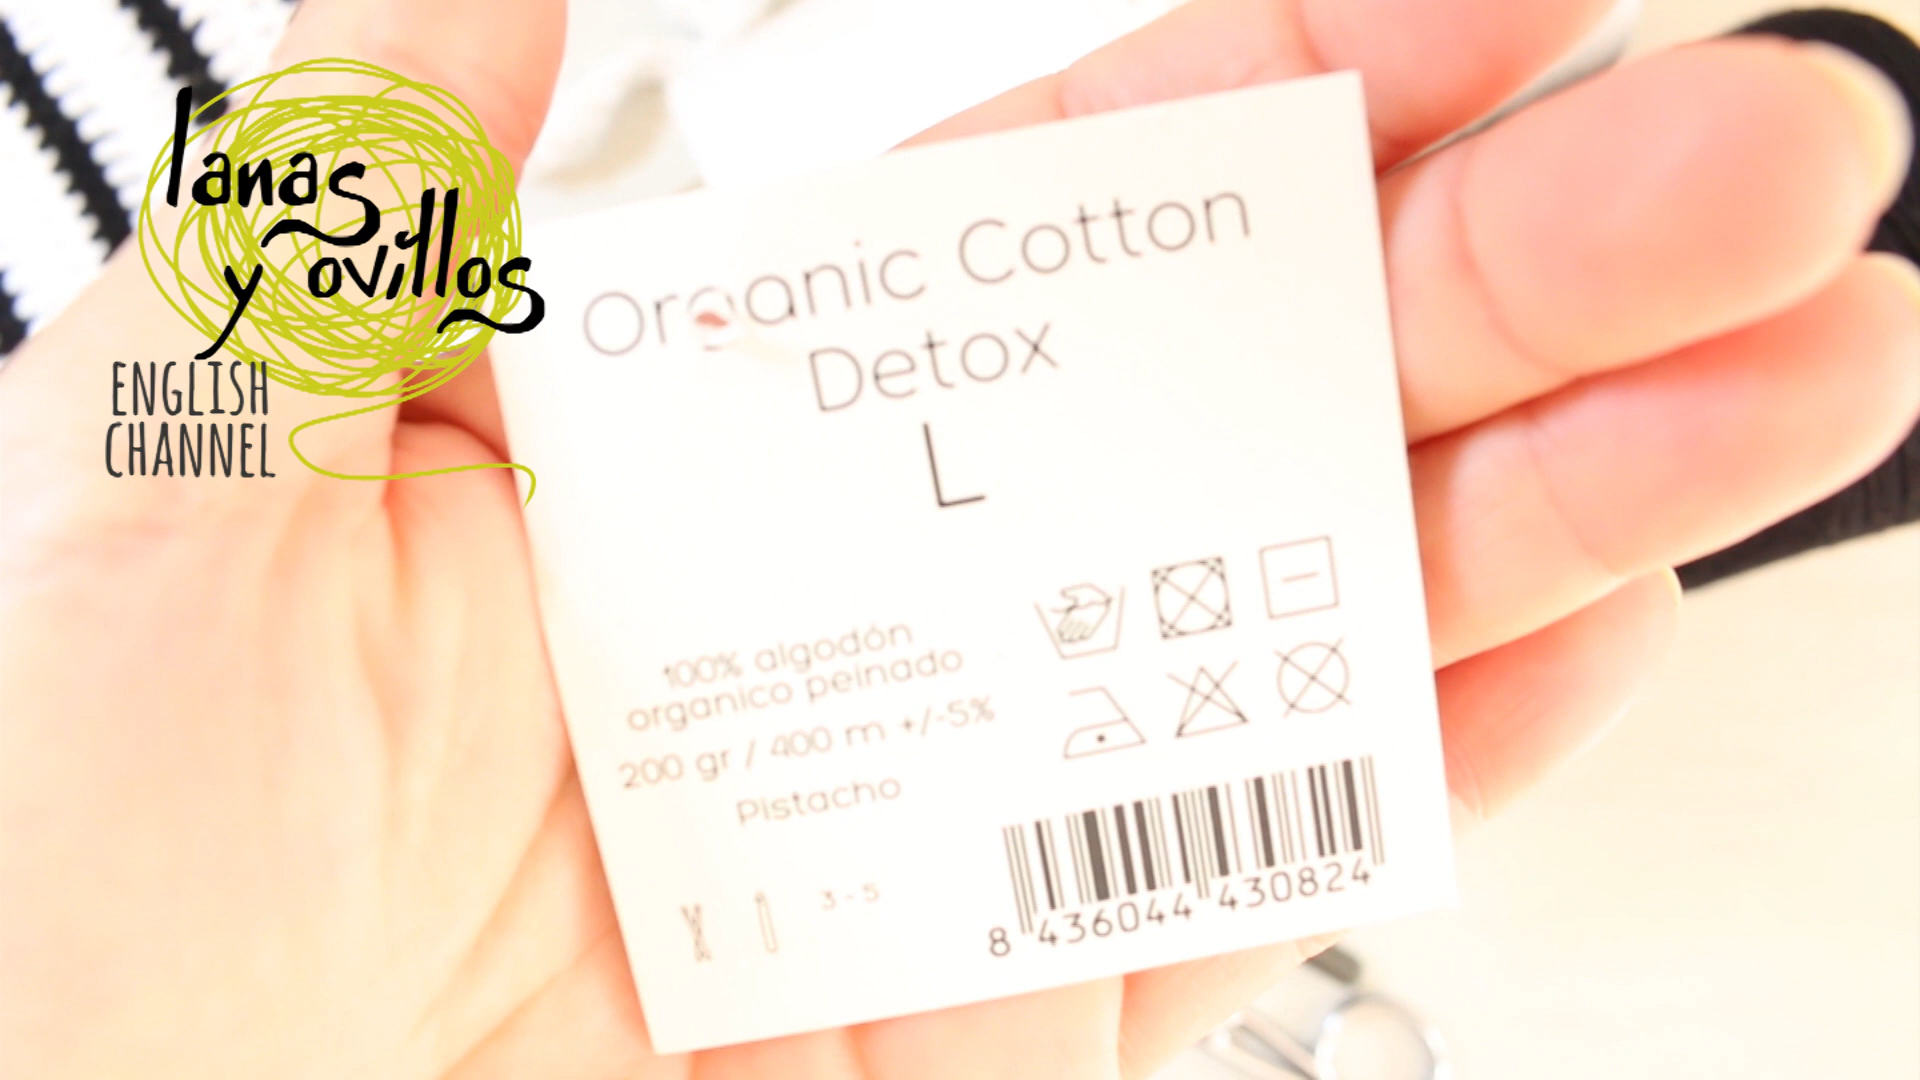 lanas
y ovillos
ENGLISH
CHANNEL
Organic Cotton
Detox
L
100% algodón
organico peinado
200 gr / 400 m +/-5%
Pistacho
3 - 5
8 436044 430824